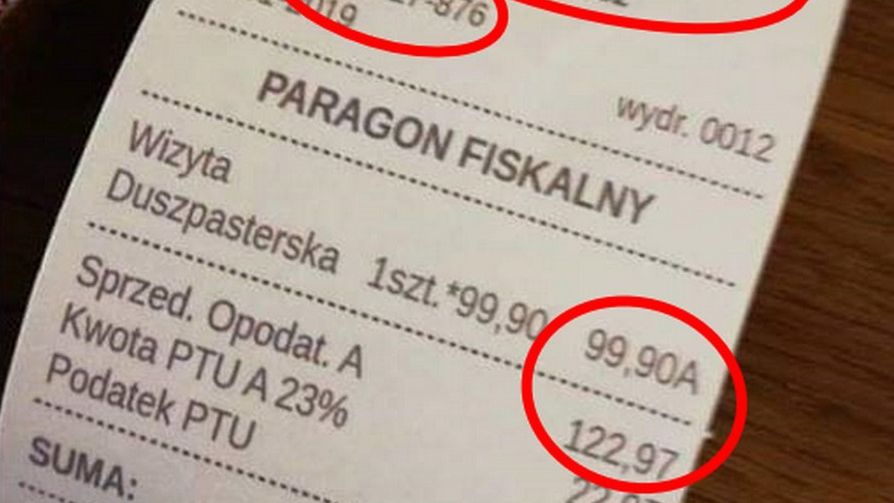 2019
wydr. 0012
PARAGON FISKALNY
Wizyta
Duszpasterska 1szt.*99,90 99,90A
Sprzed. Opodat. A 122,97
Kwota PTU A 23%
Podatek PTU
SUMA: